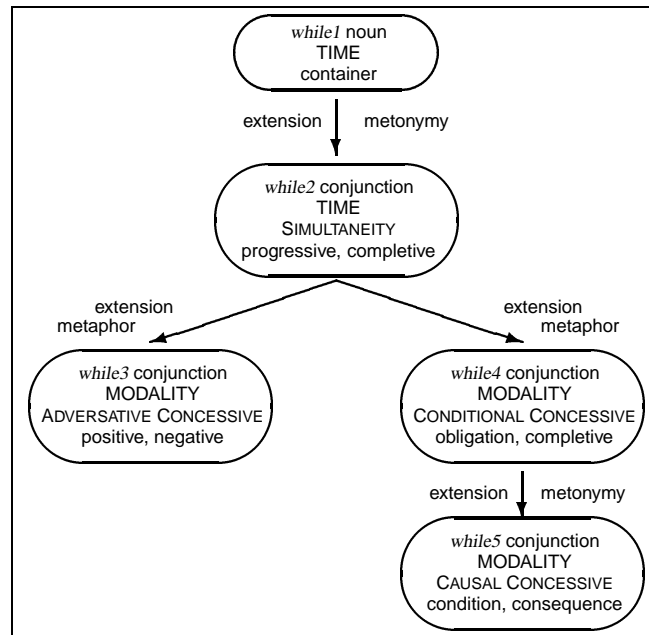 while1 noun
TIME
container
extension metonymy
while2 conjunction
TIME
SIMULTANEITY
progressive, completive
extension
metaphor
extension
metaphor
while3 conjunction
MODALITY
ADVERSATIVE CONCESSIVE
positive, negative
while4 conjunction
MODALITY
CONDITIONAL CONCESSIVE
obligation, completive
extension metonymy
while5 conjunction
MODALITY
CAUSAL CONCESSIVE
condition, consequence